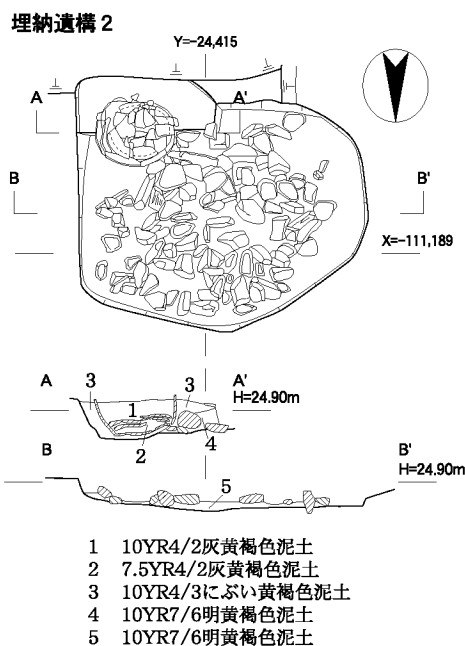 埋納遺構2
Y=-24,415
A
A'
B
B'
X=-111,189
A
3
1
3
A'
H=24.90m
2
4
B
5
B'
H=24.90m
1 10YR4/2灰黄褐色泥土
2 7.5YR4/2灰黄褐色泥土
3 10YR4/3にぶい黄褐色泥土
4 10YR7/6明黄褐色泥土
5 10YR7/6明黄褐色泥土